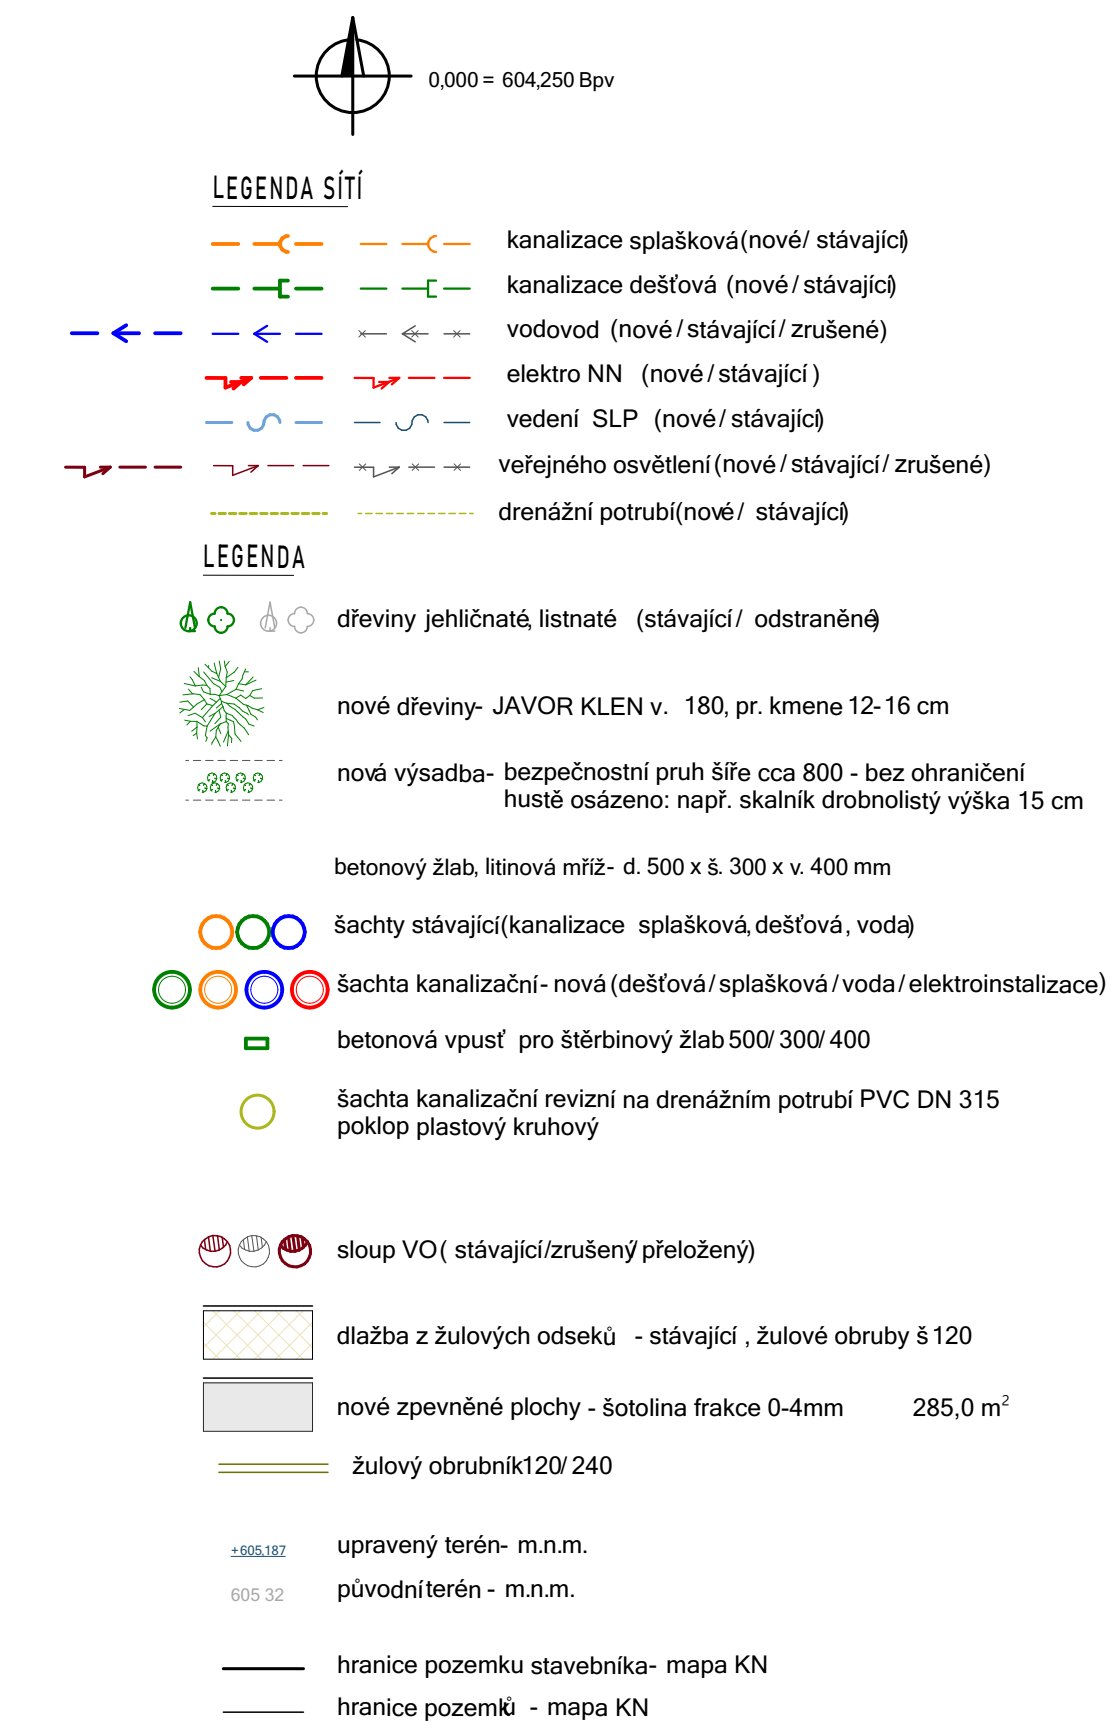 0,000 = 604,250 Bpv
LEGENDA SÍTÍ
kanalizace splašková (nové / stávající)
kanalizace dešťová (nové / stávající)
vodovod (nové / stávající / zrušené)
elektro NN (nové / stávající )
vedení SLP (nové / stávající)
veřejného osvětlení (nové / stávající / zrušené)
drenážní potrubí (nové / stávající)
LEGENDA
dřeviny jehličnaté, listnaté (stávající / odstraněné)
nové dřeviny- JAVOR KLEN v. 180, pr. kmene 12-16 cm
nová výsadba- bezpečnostní pruh šíře cca 800 - bez ohraničení
hustě osázeno: např. skalník drobnolistý výška 15 cm
betonový žlab, litinová mříž- d. 500 x š. 300 x v. 400 mm
šachty stávající (kanalizace splašková, dešťová, voda)
šachta kanalizační - nová (dešťová / splašková / voda / elektroinstalizace)
betonová vpusť pro štěrbinový žlab 500/300/400
šachta kanalizační revizní na drenážním potrubí PVC DN 315
poklop plastový kruhový
sloup VO ( stávající/zrušený/přeložený)
dlažba z žulových odseků - stávající , žulové obruby š 120
nové zpevněné plochy - šotolina frakce 0-4mm 285,0 m²
žulový obrubník 120/240
+605,187 upravený terén- m.n.m.
605 32 původní terén - m.n.m.
hranice pozemku stavebníka- mapa KN
hranice pozemků - mapa KN